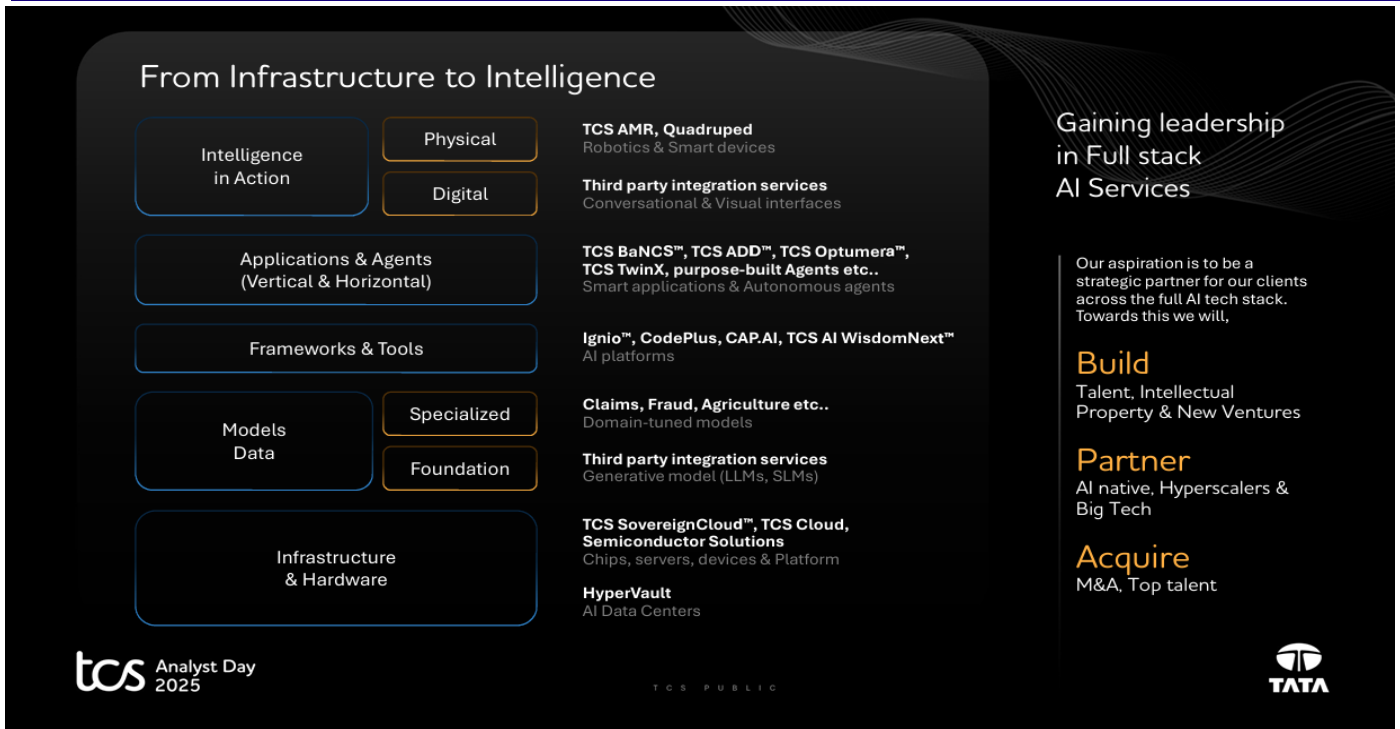 From Infrastructure to Intelligence
Intelligence
in Action
Physical
TCS AMR, Quadruped
Robotics & Smart devices
Digital
Third party integration services
Conversational & Visual interfaces
Applications & Agents
(Vertical & Horizontal)
TCS BaNCS™, TCS ADD™, TCS Optumera™,
TCS TwinX, purpose-built Agents etc..
Smart applications & Autonomous agents
Frameworks & Tools
Ignio™, CodePlus, CAP.AI, TCS AI WisdomNext™
AI platforms
Models
Data
Specialized
Claims, Fraud, Agriculture etc..
Domain-tuned models
Foundation
Third party integration services
Generative model (LLMs, SLMs)
Infrastructure
& Hardware
TCS SovereignCloud™, TCS Cloud,
Semiconductor Solutions
Chips, servers, devices & Platform
HyperVault
AI Data Centers
Gaining leadership
in Full stack
AI Services
Our aspiration is to be a
strategic partner for our clients
across the full AI tech stack.
Towards this we will,
Build
Talent, Intellectual
Property & New Ventures
Partner
AI native, Hyperscalers &
Big Tech
Acquire
M&A, Top talent
tcs Analyst Day
2025
TCS PUBLIC
TATA